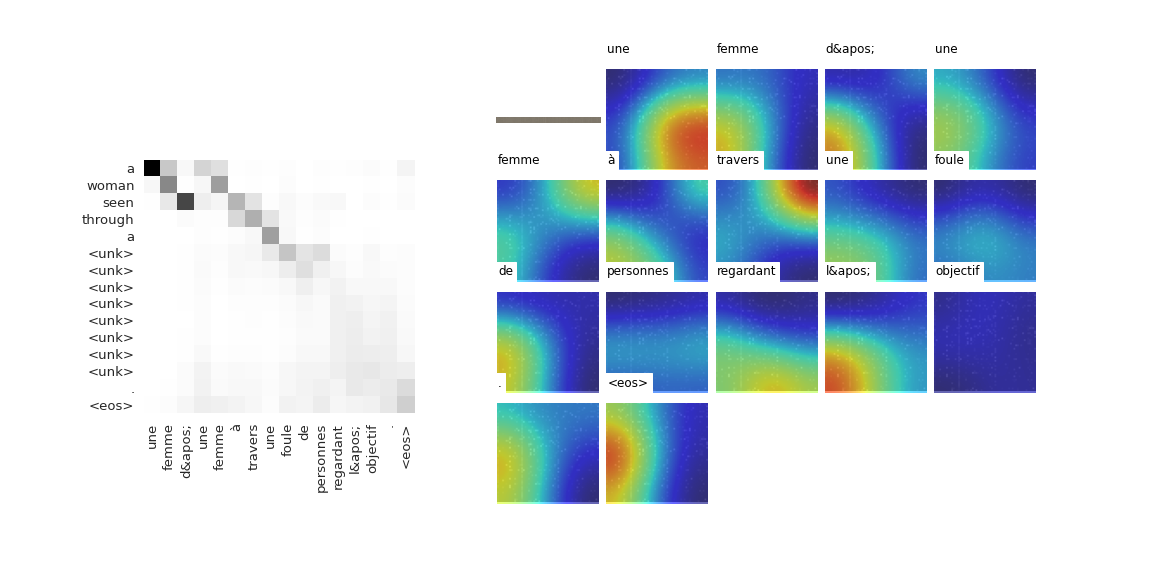 a
woman
seen
through
a
<unk>
<unk>
<unk>
<unk>
<unk>
<unk>
<unk>
<unk>
.
<eos>
une femme d&apos; une femme à travers une foule de personnes regardant l&apos; objectif . <eos>
une femme d&apos; une
femme à travers une foule
de personnes regardant l&apos; objectif
. <eos>